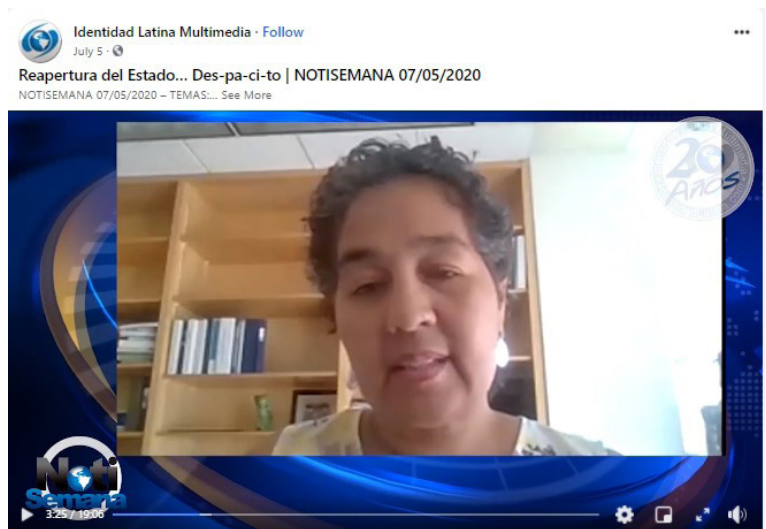 Identidad Latina Multimedia · Follow
July 5 ·
Reapertura del Estado... Des-pa-ci-to | NOTISEMANA 07/05/2020
NOTISEMANA 07/05/2020 – TEMAS:... See More
20
AÑOS
Noti
Semana
3:25 / 19:06